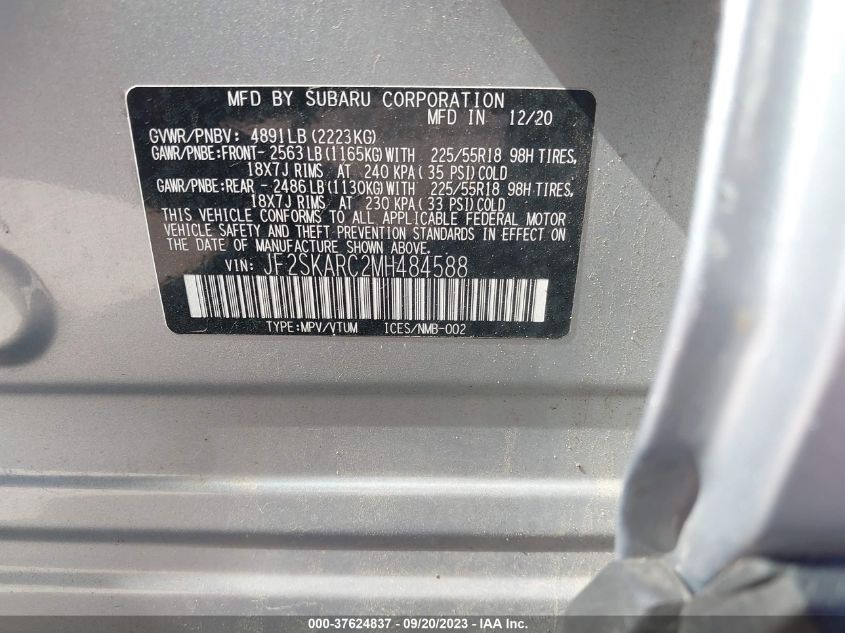 MFD BY SUBARU CORPORATION
MFD IN 12/20
GVWR/PNBV: 4891LB(2223KG)
GAWR/PNBE:FRONT-2563LB(1165KG)WITH 225/55R18 98H TIRES,
18X7J RIMS AT 240 KPA(35 PSI)COLD
GAWR/PNBE:REAR -2486LB(1130KG)WITH 225/55R18 98H TIRES,
18X7J RIMS AT 230 KPA(33 PSI)COLD
THIS VEHICLE CONFORMS TO ALL APPLICABLE FEDERAL MOTOR
VEHICLE SAFETY AND THEFT PREVENTION STANDARDS IN EFFECT ON
THE DATE OF MANUFACTURE SHOWN ABOVE.
VIN: JF2SKARC2MH484588
TYPE:MPV/VTUM ICES/NMB-002
000-37624837 - 09/20/2023 - IAA Inc.